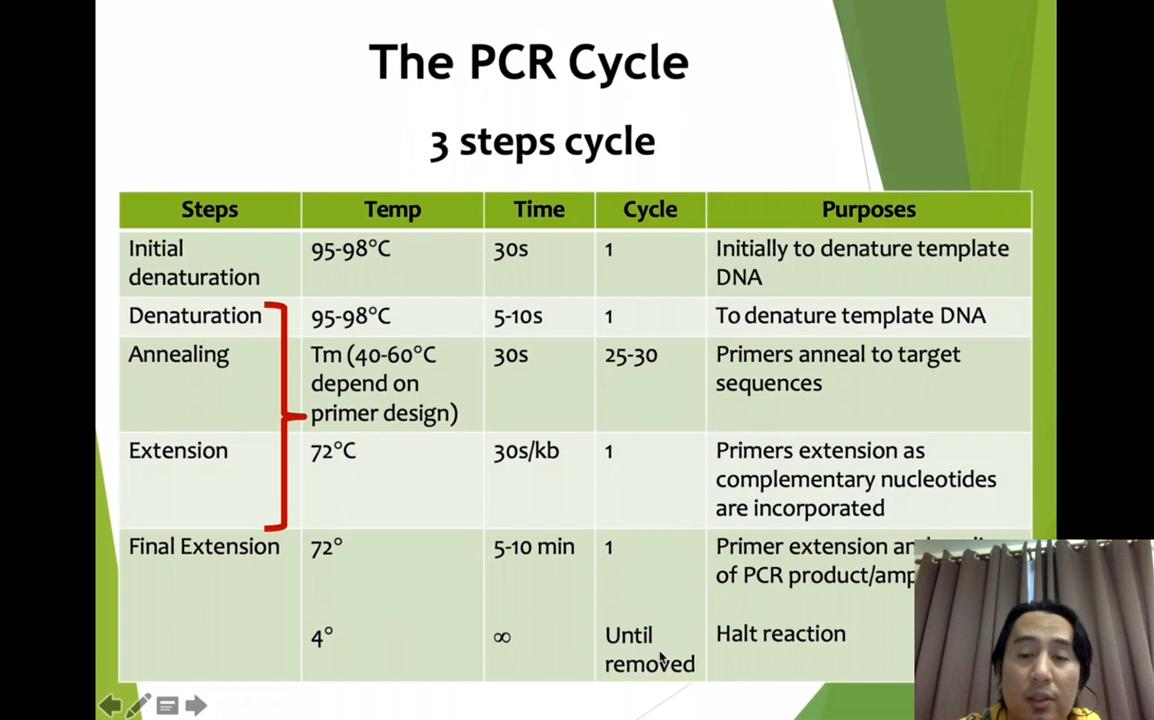 The PCR Cycle
3 steps cycle
Steps Temp Time Cycle Purposes
Initial denaturation 95-98°C 30s 1 Initially to denature template DNA
Denaturation 95-98°C 5-10s 1 To denature template DNA
Annealing Tm (40-60°C depend on primer design) 30s 25-30 Primers anneal to target sequences
Extension 72°C 30s/kb 1 Primers extension as complementary nucleotides are incorporated
Final Extension 72° 5-10 min 1 Primer extension of PCR
4° ∞ Until removed Halt reaction